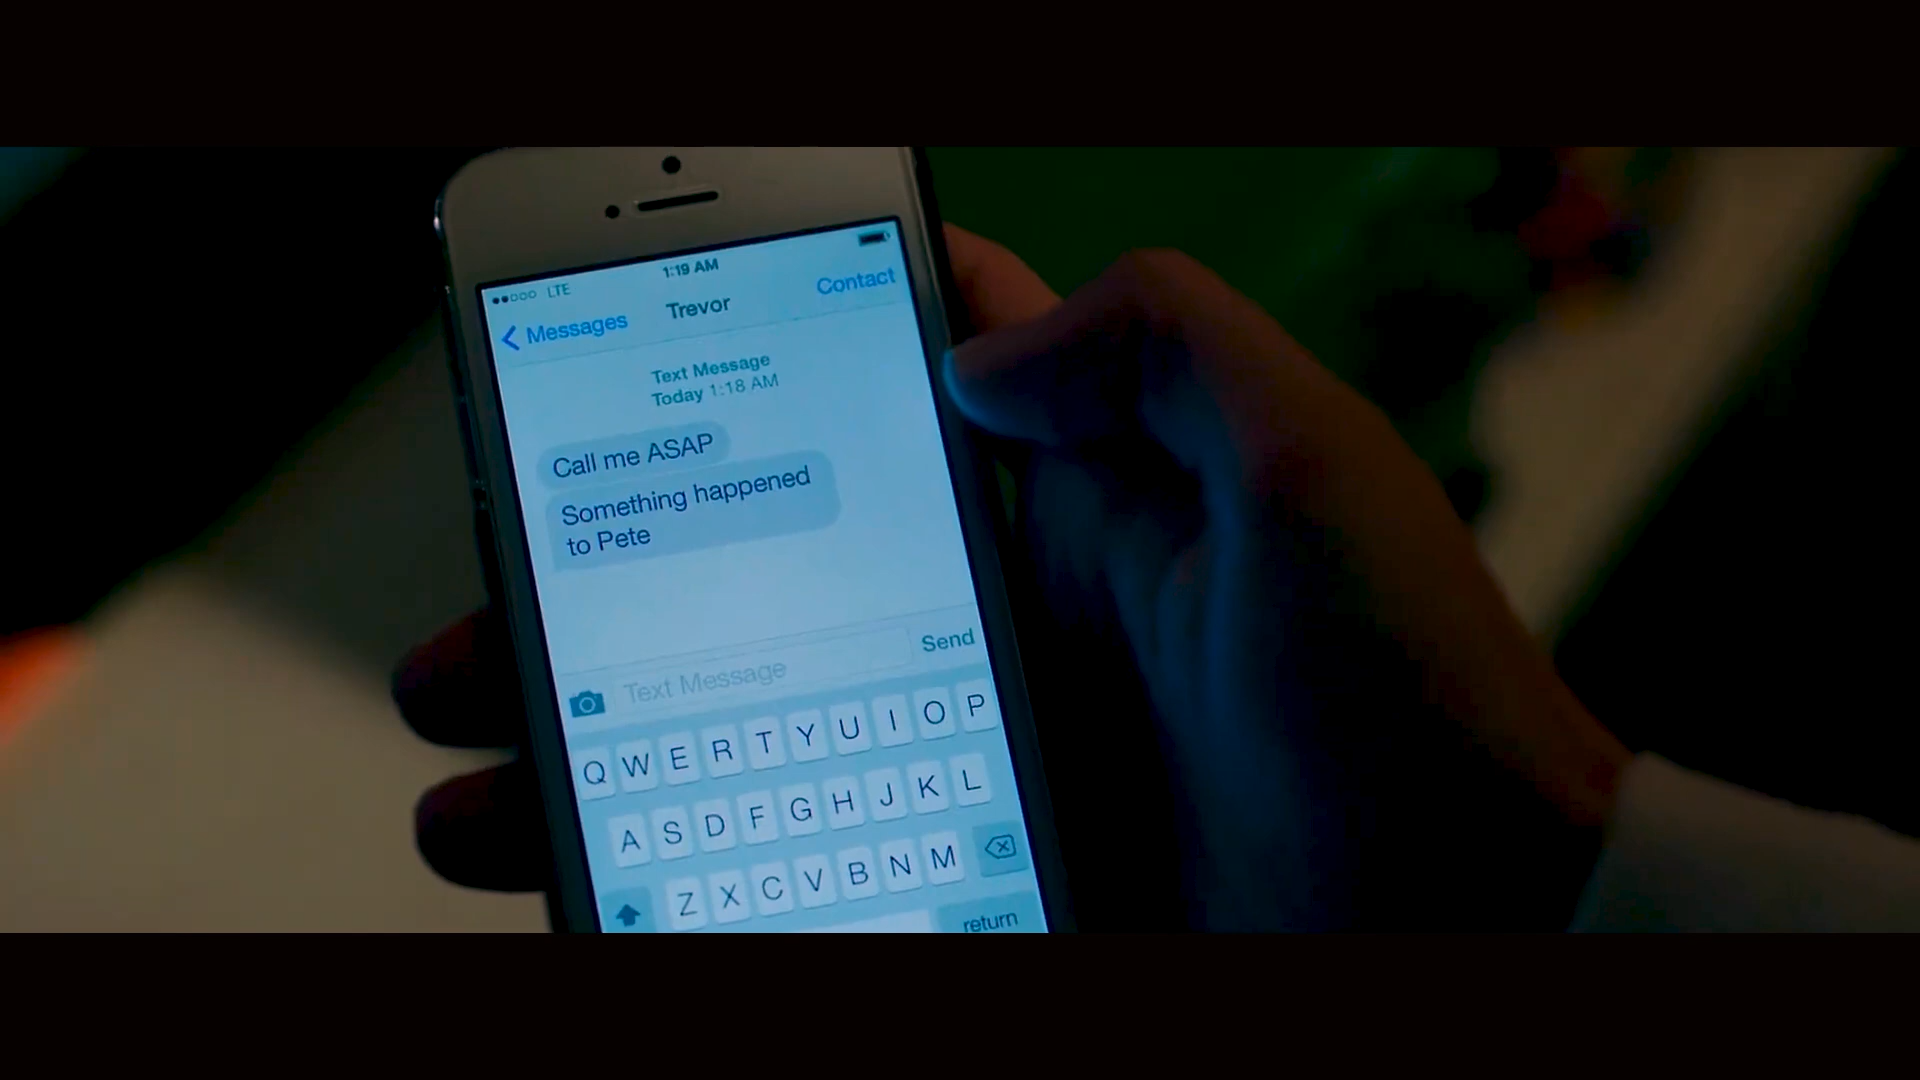 1:19 AM
LTE
Messages
Trevor
Contact
Text Message
Today 1:18 AM
Call me ASAP
Something happened
to Pete
Text Message
Send
Q W E R T Y U I O P
A S D F G H J K L
Z X C V B N M
return